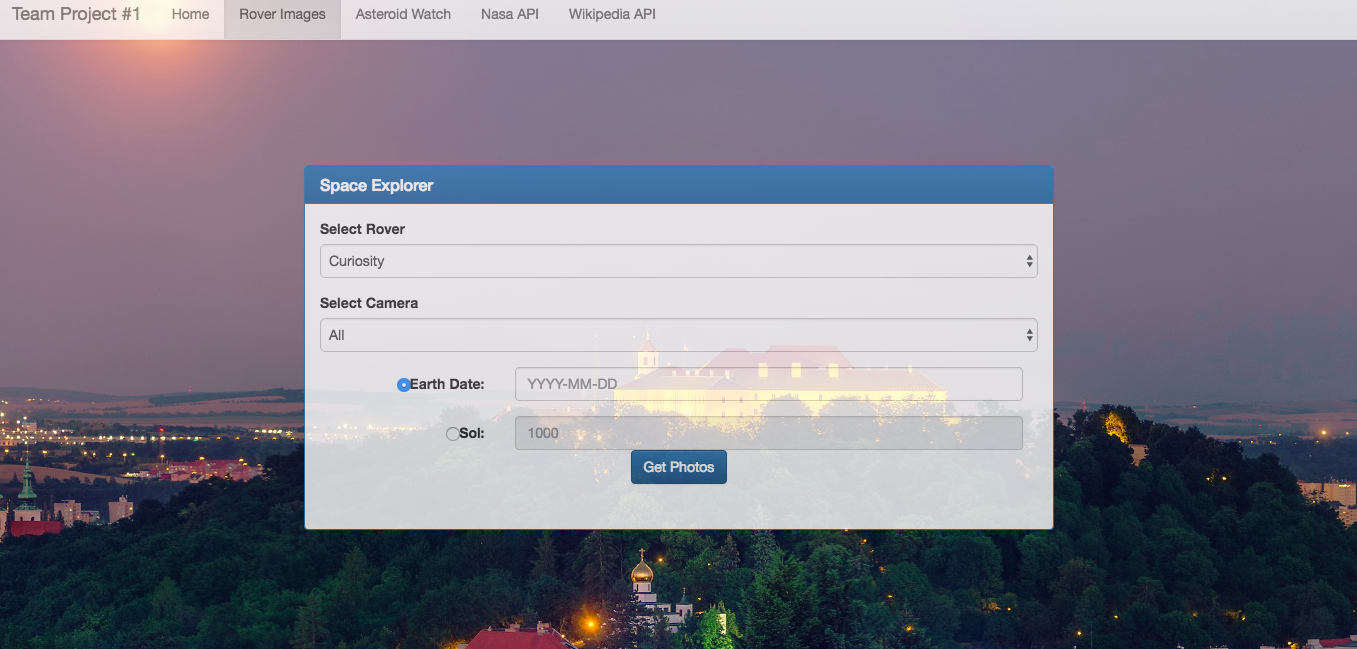 Team Project #1 Home Rover Images Asteroid Watch Nasa API Wikipedia API
Space Explorer
Select Rover
Curiosity
Select Camera
All
Earth Date: YYYY-MM-DD
Sol: 1000
Get Photos